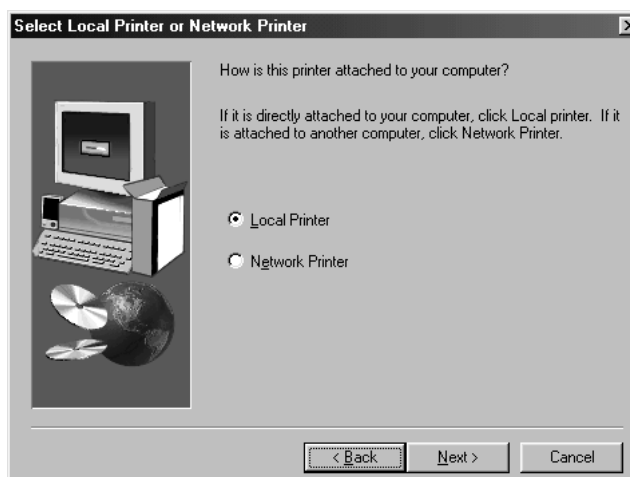 Select Local Printer or Network Printer
How is this printer attached to your computer?
If it is directly attached to your computer, click Local printer. If it
is attached to another computer, click Network Printer.
Local Printer
Network Printer
< Back Next > Cancel